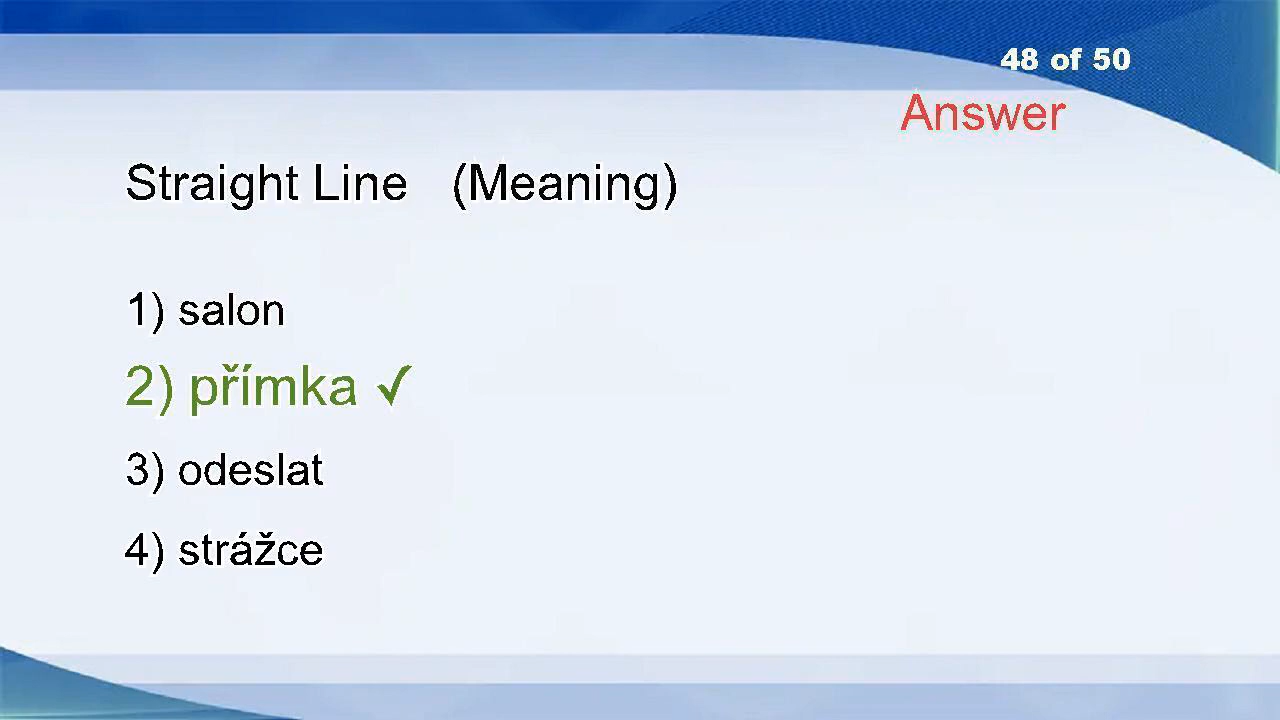 48 of 50
Answer
Straight Line (Meaning)
1) salon
2) přímka ✓
3) odeslat
4) strážce